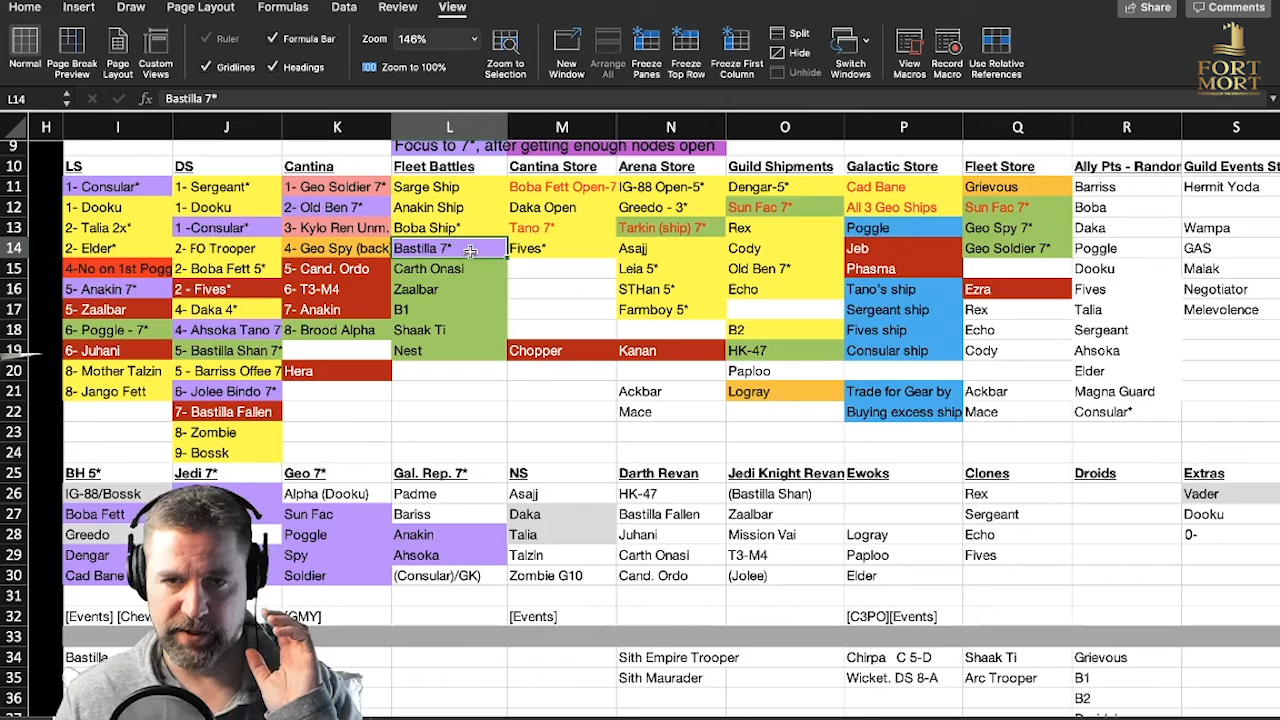 Home Insert Draw Page Layout Formulas Data Review View Share Comments
Ruler Formula Bar Zoom 146% Split
Gridlines Headings 100 Zoom to 100% Hide Unhide
Normal Page Break Preview Page Layout Custom Views Zoom to Selection New Window Arrange All Freeze Panes Freeze Top Row Freeze First Column Switch Windows View Macros Record Macro Use Relative References
FORT MORT
L14 fx Bastilla 7*
H I J K L M N O P Q R S
9 Focus to 7*, after getting enough nodes open
10 LS DS Cantina Fleet Battles Cantina Store Arena Store Guild Shipments Galactic Store Fleet Store Ally Pts - Randor Guild Events S
11 1- Consular* 1- Sergeant* 1- Geo Soldier 7* Sarge Ship Boba Fett Open-7 IG-88 Open-5* Dengar-5* Cad Bane Grievous Barriss Hermit Yoda
12 1- Dooku 1- Dooku 2- Old Ben 7* Anakin Ship Daka Open Greedo - 3* Sun Fac 7* All 3 Geo Ships Sun Fac 7* Boba
13 2- Talia 2x* 1 -Consular* 3- Kylo Ren Unm. Boba Ship* Tano 7* Tarkin (ship) 7* Rex Poggle Geo Spy 7* Daka Wampa
14 2- Elder* 2- FO Trooper 4- Geo Spy (back Bastilla 7* Fives* Asajj Cody Jeb Geo Soldier 7* Poggle GAS
15 4-No on 1st Pogg 2- Boba Fett 5* 5- Cand. Ordo Carth Onasi Leia 5* Old Ben 7* Phasma Dooku Malak
16 5- Anakin 7* 2 - Fives* 6- T3-M4 Zaalbar STHan 5* Echo Tano's ship Ezra Fives Negotiator
17 5- Zaalbar 4- Daka 4* 7- Anakin B1 Farmboy 5* Sergeant ship Rex Talia Melevolence
18 6- Poggle - 7* 4- Ahsoka Tano 7 8- Brood Alpha Shaak Ti B2 Fives ship Echo Sergeant
19 6- Juhani 5- Bastilla Shan 7* Nest Chopper Kanan HK-47 Consular ship Cody Ahsoka
20 8- Mother Talzin 5 - Barriss Offee 7 Hera Paploo Elder
21 8- Jango Fett 6- Jolee Bindo 7* Ackbar Logray Trade for Gear by Ackbar Magna Guard
22 7- Bastilla Fallen Mace Buying excess ship Mace Consular*
23 8- Zombie
24 9- Bossk
25 BH 5* Jedi 7* Geo 7* Gal. Rep. 7* NS Darth Revan Jedi Knight Revan Ewoks Clones Droids Extras
26 IG-88/Bossk Alpha (Dooku) Padme Asajj HK-47 (Bastilla Shan) Rex Vader
27 Boba Fett Sun Fac Bariss Daka Bastilla Fallen Zaalbar Sergeant Dooku
28 Greedo Poggle Anakin Talia Juhani Mission Vai Logray Echo 0-
29 Dengar Spy Ahsoka Talzin Carth Onasi T3-M4 Paploo Fives
30 Cad Bane Soldier (Consular)/GK) Zombie G10 Cand. Ordo (Jolee) Elder
31
32 [Events] [Chew [GMY] [Events] [C3PO][Events]
33
34 Bastilla Sith Empire Trooper Chirpa C 5-D Shaak Ti Grievous
35 Sith Maurader Wicket. DS 8-A Arc Trooper B1
36 B2